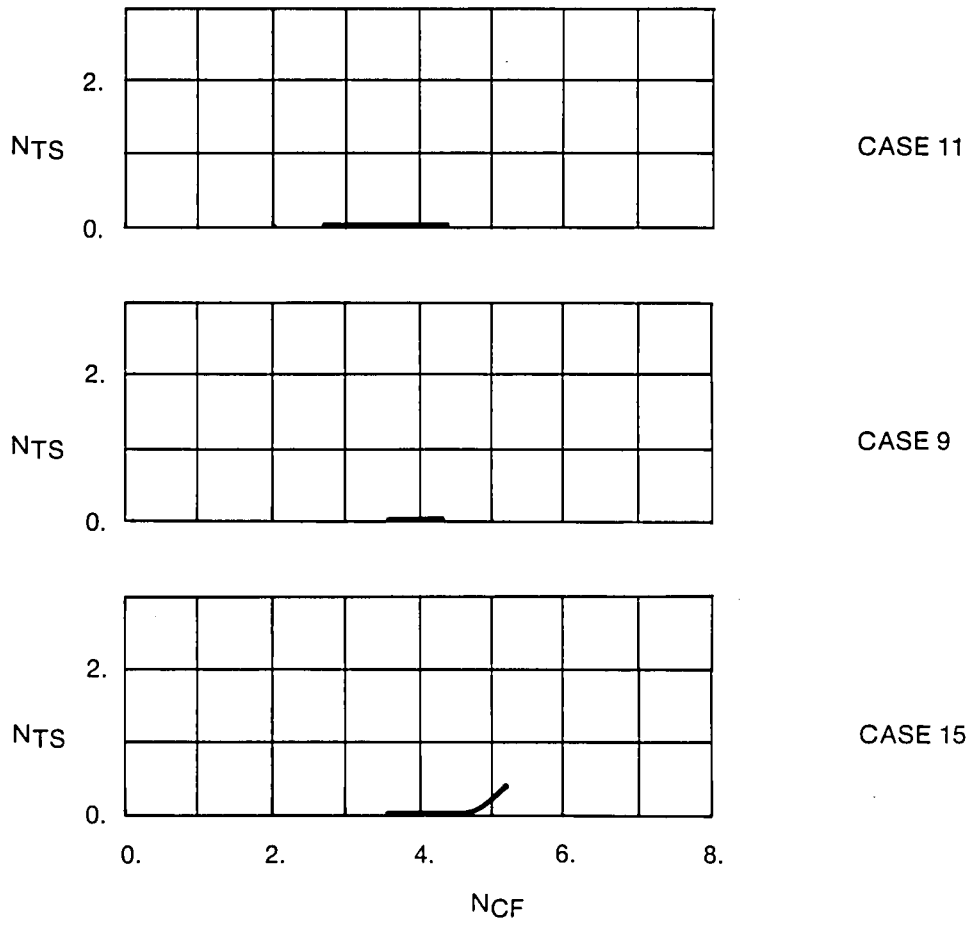 2.
NTS
0.
CASE 11
2.
NTS
0.
CASE 9
2.
NTS
0.
CASE 15
0. 2. 4. 6. 8.
NCF